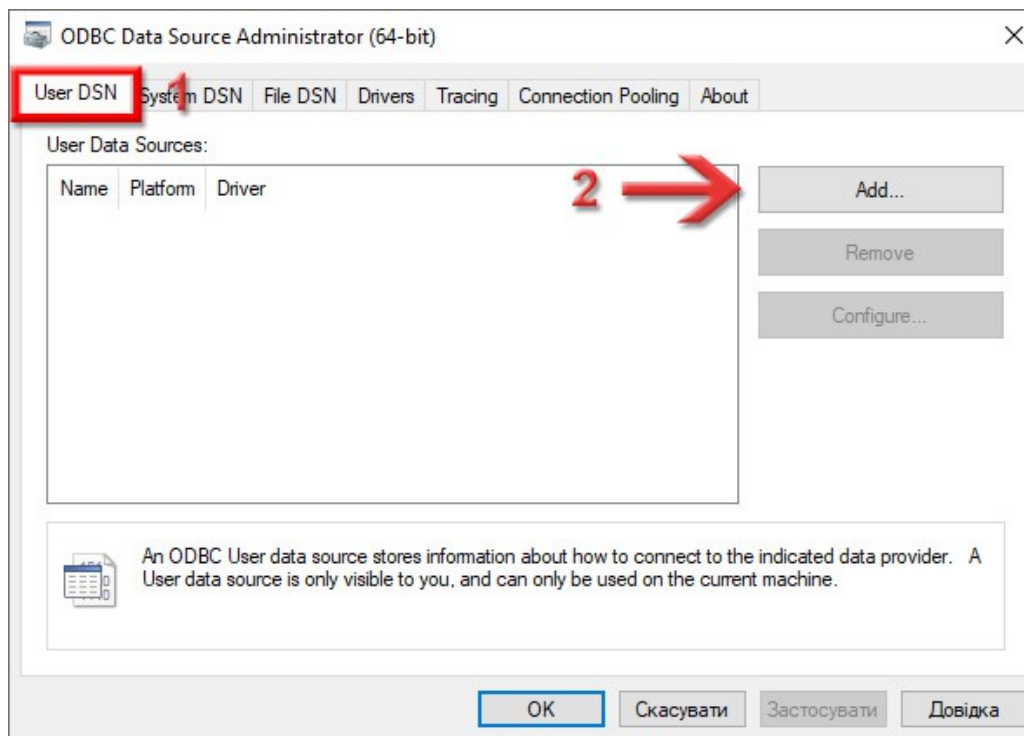 ODBC Data Source Administrator (64-bit)
User DSN 1 System DSN File DSN Drivers Tracing Connection Pooling About
User Data Sources:
Name Platform Driver
2 Add...
Remove
Configure...
An ODBC User data source stores information about how to connect to the indicated data provider. A
User data source is only visible to you, and can only be used on the current machine.
OK Скасувати Застосувати Довідка